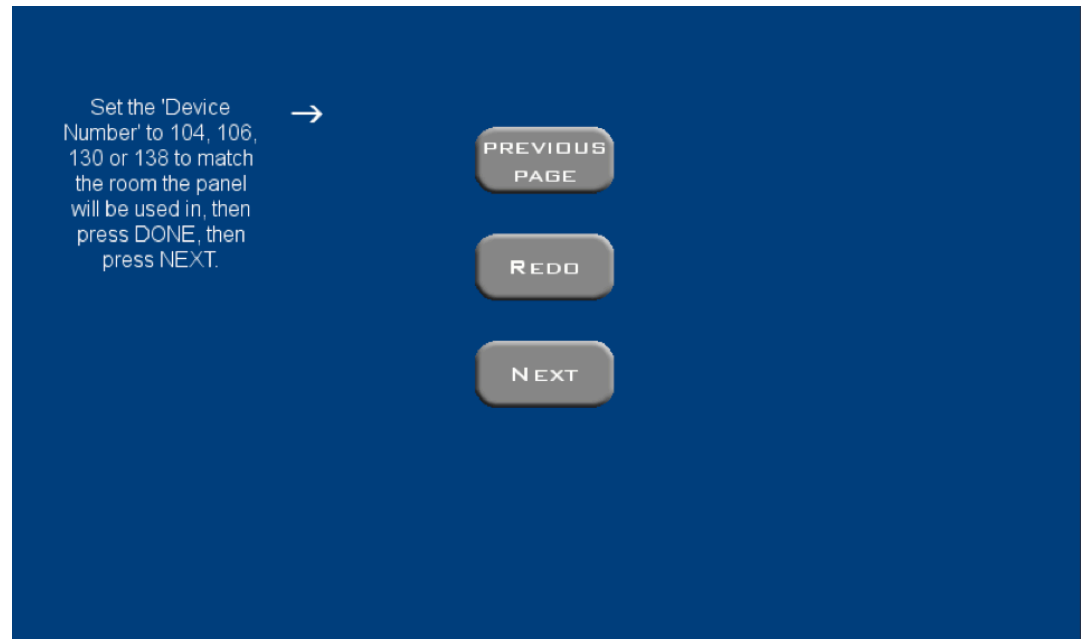 Set the 'Device
Number' to 104, 106,
130 or 138 to match
the room the panel
will be used in, then
press DONE, then
press NEXT.
→
PREVIOUS
PAGE
REDO
NEXT